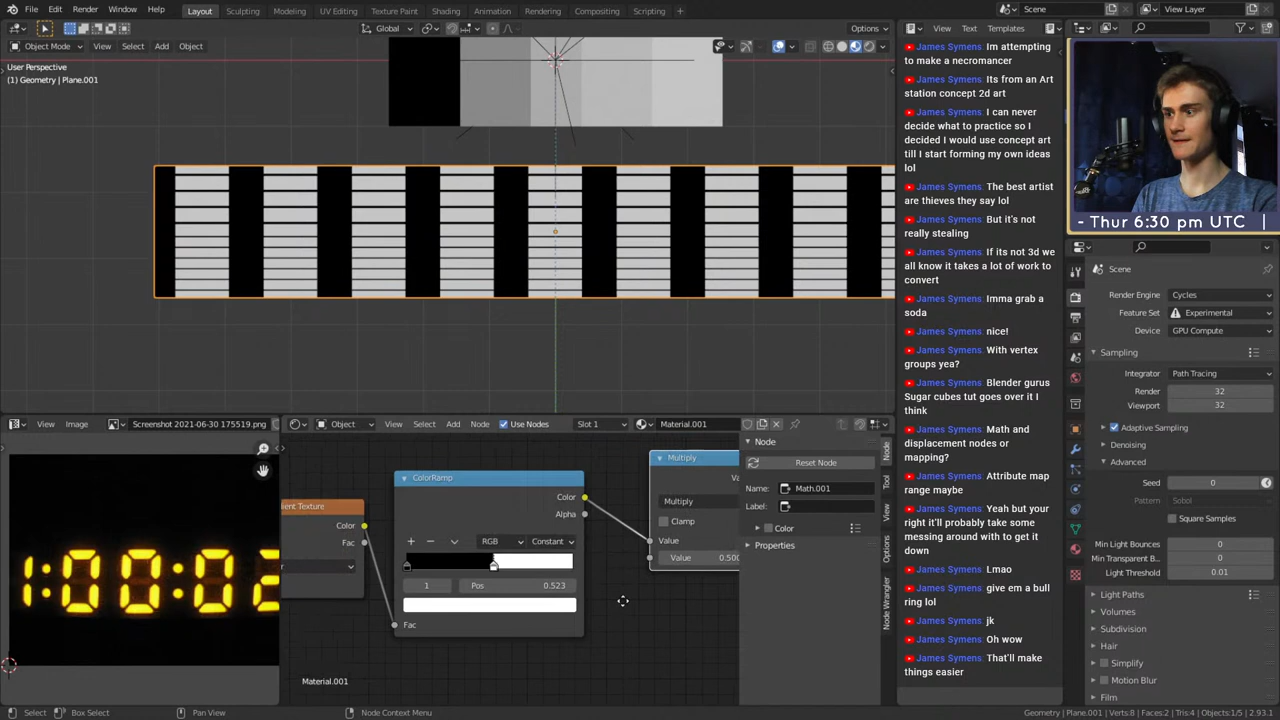 File Edit Render Window Help
Layout Sculpting Modeling UV Editing Texture Paint Shading Animation Rendering Compositing Scripting +
Scene
View Layer
Global
Options
Object Mode View Select Add Object
User Perspective
(1) Geometry | Plane.001
View Text Templates
James Symens: Im attempting
to make a necromancer
James Symens: Its from an Art
station concept 2d art
James Symens: I can never
decide what to practice so I
decided I would use concept art
till I start forming my own ideas
lol
James Symens: The best artist
are thieves they say lol
James Symens: But it's not
really stealing
James Symens: If its not 3d we
all know it takes a lot of work to
convert
James Symens: Imma grab a
soda
James Symens: nice!
James Symens: With vertex
groups yea?
James Symens: Blender gurus
Sugar cubes tut goes over it I
think
James Symens: Math and
displacement nodes or
mapping?
James Symens: Attribute map
range maybe
James Symens: Yeah but your
right it'll probably take some
messing around with to get it
down
James Symens: Lmao
James Symens: give em a bull
ring lol
James Symens: jk
James Symens: Oh wow
James Symens: That'll make
things easier
- Thur 6:30 pm UTC |
Scene
Render Engine Cycles
Feature Set Experimental
Device GPU Compute
Sampling
Integrator Path Tracing
Render 32
Viewport 32
Adaptive Sampling
Denoising
Advanced
Seed 0
Pattern Sobol
Square Samples
Min Light Bounces 0
Min Transparent B... 0
Light Threshold 0.01
Light Paths
Volumes
Subdivision
Hair
Simplify
Motion Blur
Film
View Image Screenshot 2021-06-30 175519.png
:00:02
Object View Select Add Node Use Nodes Slot 1 Material.001
ient Texture
Color
Fac
ColorRamp
Color
Alpha
+ − RGB Constant
1 Pos 0.523
Fac
Multiply
Va
Multiply
Clamp
Value
Value 0.500
Material.001
Node
Reset Node
Name: Math.001
Label:
Color
Properties
Node
Tool
View
Options
Node Wrangler
Select Box Select Pan View Node Context Menu
Geometry | Plane.001 | Verts:8 | Faces:2 | Tris:4 | Objects:1/5 | 2.93.1